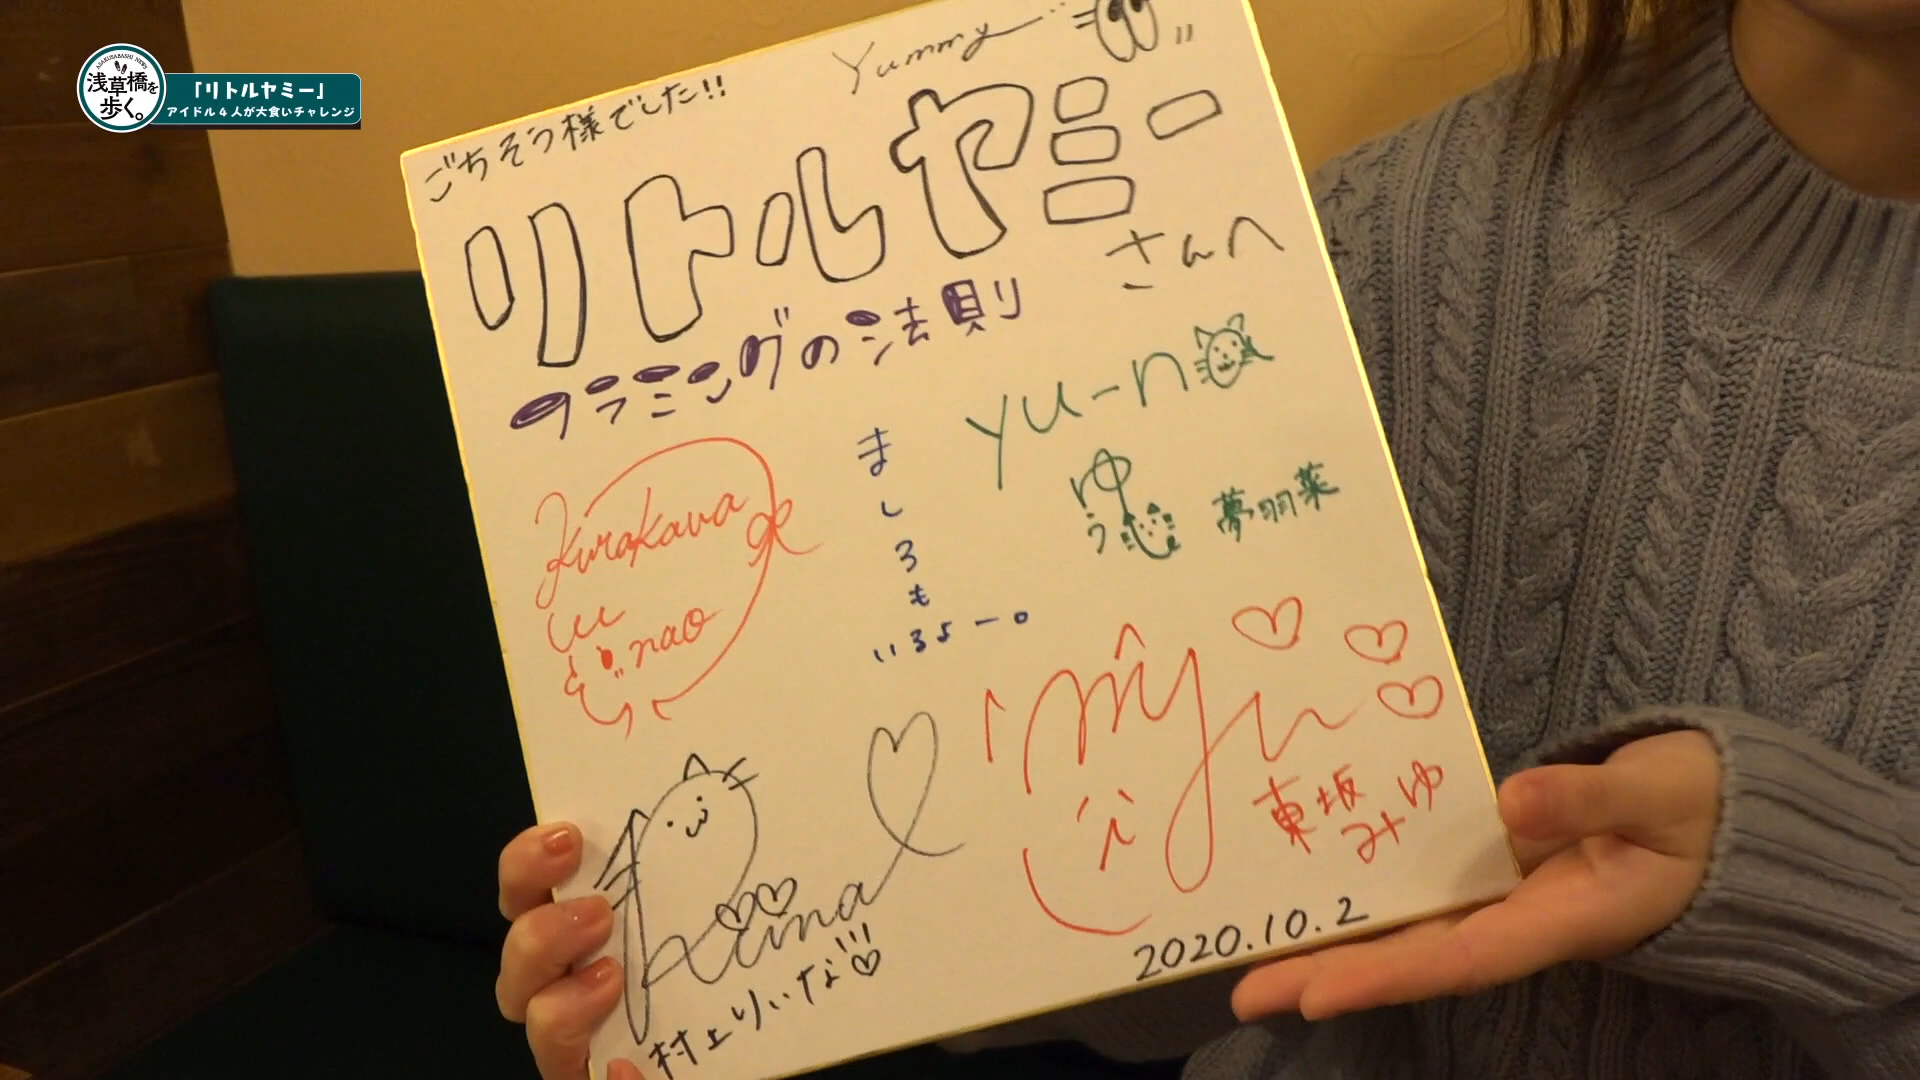 ASAKUSABASHI NEWS
浅草橋を
歩く。
「リトルヤミー」
アイドル4人が大食いチャレンジ
Yummy
ごちそう様でした!!
リトルヤミー
さんへ
フラミングの法則
yu-n
ゆう
夢羽菜
Kurakawa
nao
ましろも
いるよー。
miyu
東坂
みゆ
Riina
村上りいな
2020.10.2